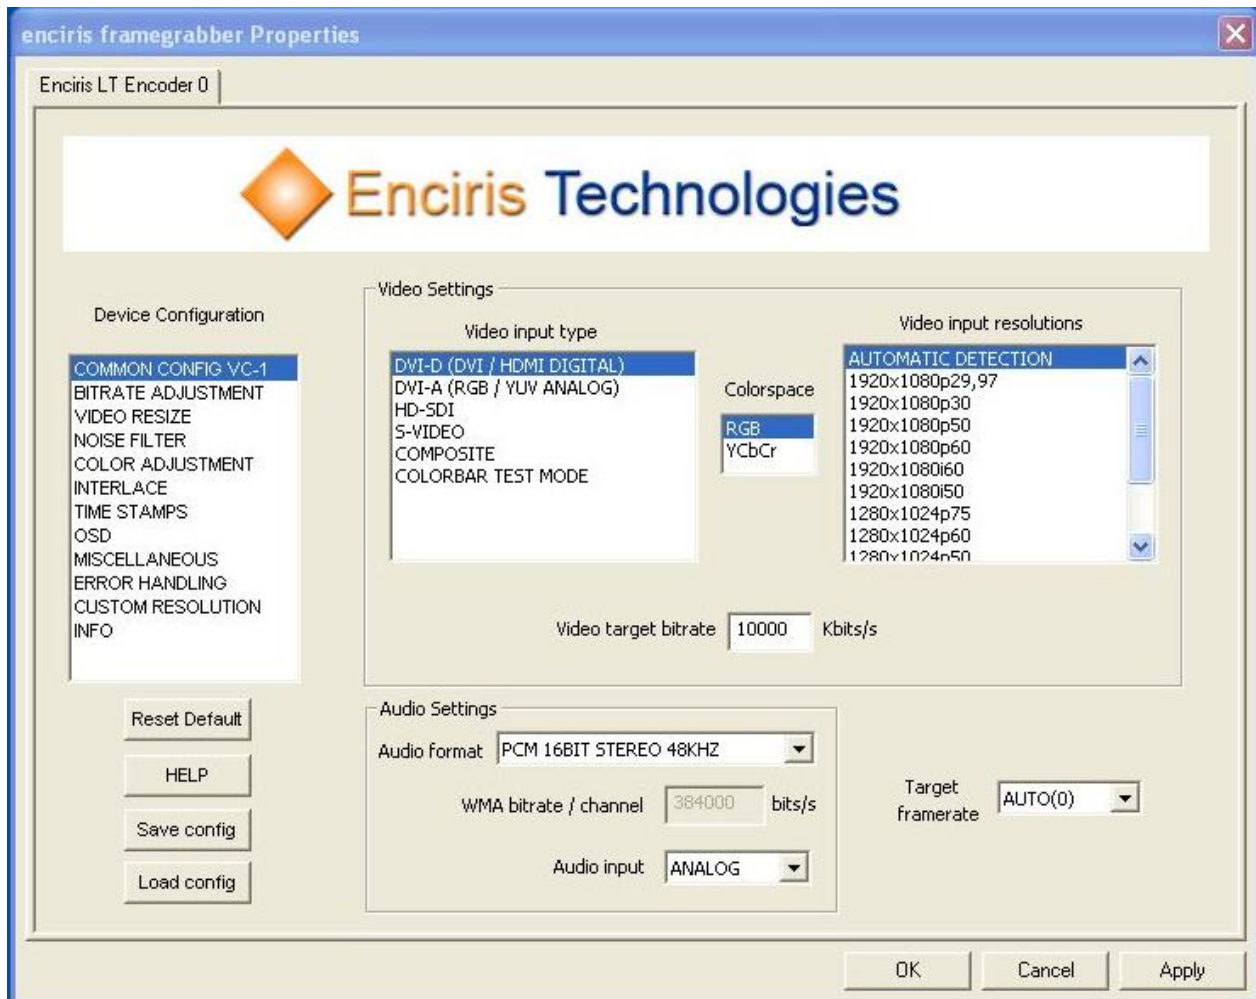 enciris framegrabber Properties
Enciris LT Encoder 0
Enciris Technologies
Device Configuration
COMMON CONFIG VC-1
BITRATE ADJUSTMENT
VIDEO RESIZE
NOISE FILTER
COLOR ADJUSTMENT
INTERLACE
TIME STAMPS
OSD
MISCELLANEOUS
ERROR HANDLING
CUSTOM RESOLUTION
INFO
Reset Default
HELP
Save config
Load config
Video Settings
Video input type
DVI-D (DVI / HDMI DIGITAL)
DVI-A (RGB / YUV ANALOG)
HD-SDI
S-VIDEO
COMPOSITE
COLORBAR TEST MODE
Colorspace
RGB
YCbCr
Video input resolutions
AUTOMATIC DETECTION
1920x1080p29,97
1920x1080p30
1920x1080p50
1920x1080p60
1920x1080i60
1920x1080i50
1280x1024p75
1280x1024p60
1280x1024p50
Video target bitrate 10000 Kbits/s
Audio Settings
Audio format PCM 16BIT STEREO 48KHZ
WMA bitrate / channel 384000 bits/s
Audio input ANALOG
Target
framerate
AUTO(0)
OK Cancel Apply